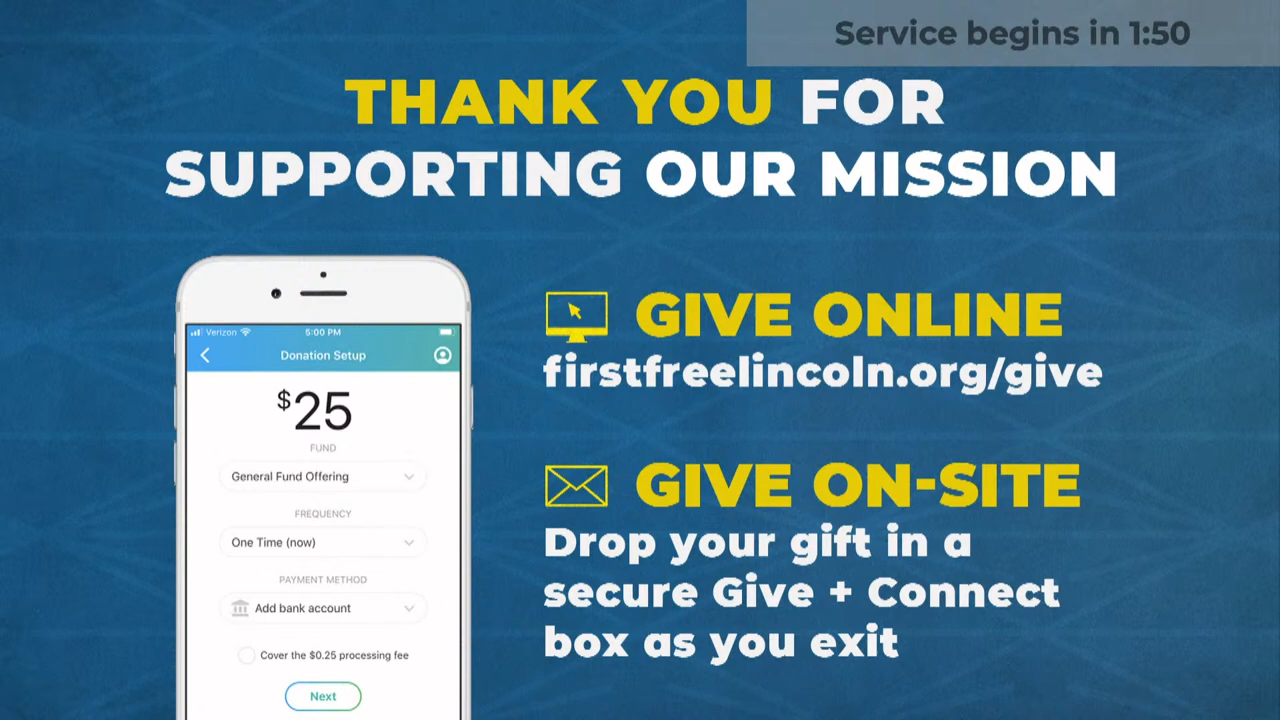 Service begins in 1:50
THANK YOU FOR
SUPPORTING OUR MISSION
Verizon 5:00 PM
Donation Setup
$25
FUND
General Fund Offering
FREQUENCY
One Time (now)
PAYMENT METHOD
Add bank account
Cover the $0.25 processing fee
Next
GIVE ONLINE
firstfreelincoln.org/give
GIVE ON-SITE
Drop your gift in a
secure Give + Connect
box as you exit